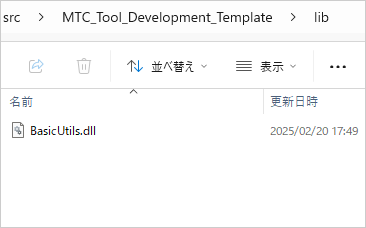 src > MTC_Tool_Development_Template > lib
並べ替え 表示 ...
名前 更新日時
BasicUtils.dll 2025/02/20 17:49